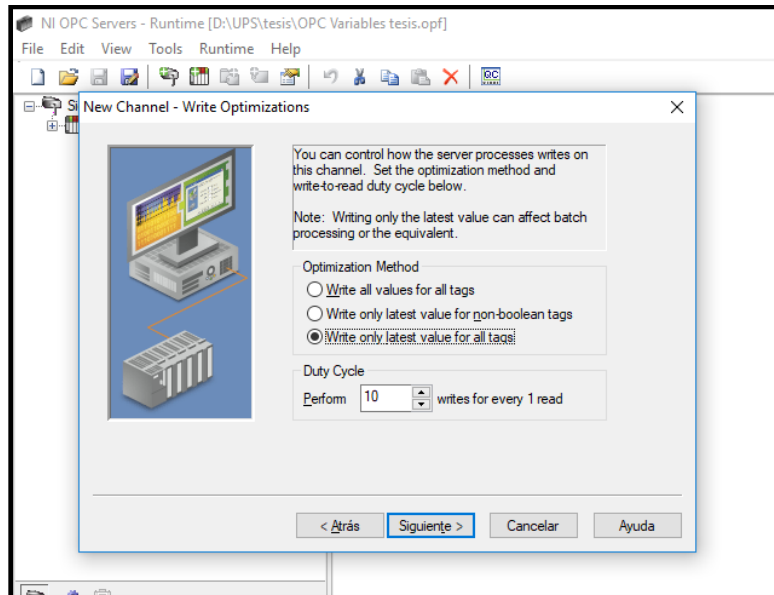 NI OPC Servers - Runtime [D:\UPS\tesis\OPC Variables tesis.opf]
File Edit View Tools Runtime Help
QC
Si
New Channel - Write Optimizations
You can control how the server processes writes on
this channel. Set the optimization method and
write-to-read duty cycle below.
Note: Writing only the latest value can affect batch
processing or the equivalent.
Optimization Method
Write all values for all tags
Write only latest value for non-boolean tags
Write only latest value for all tags
Duty Cycle
Perform 10 writes for every 1 read
< Atrás Siguiente > Cancelar Ayuda